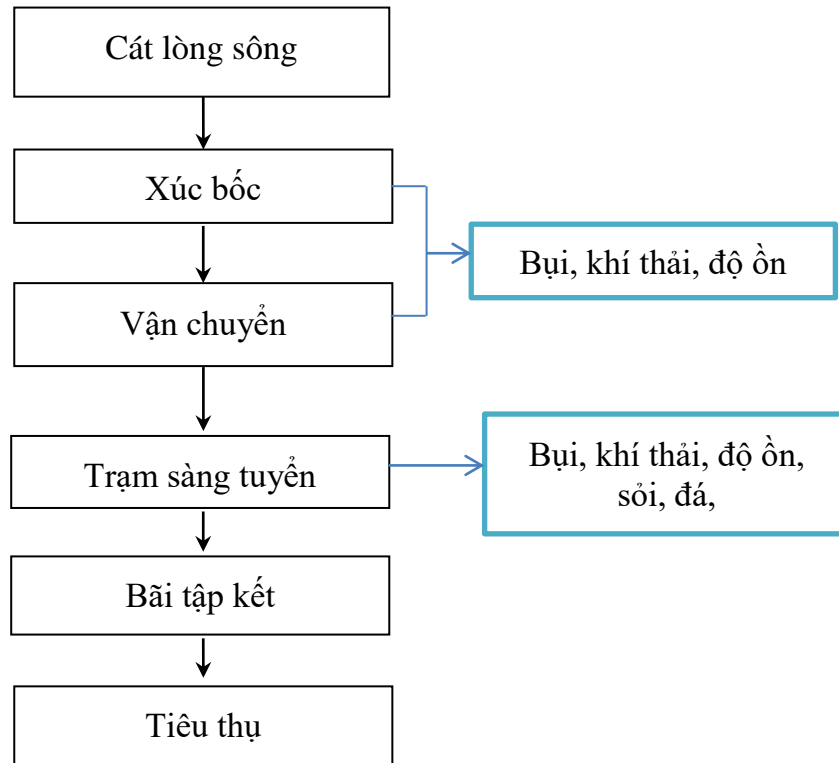 Cát lòng sông
Xúc bốc
Bụi, khí thải, độ ồn
Vận chuyển
Trạm sàng tuyển
Bụi, khí thải, độ ồn,
sỏi, đá,
Bãi tập kết
Tiêu thụ